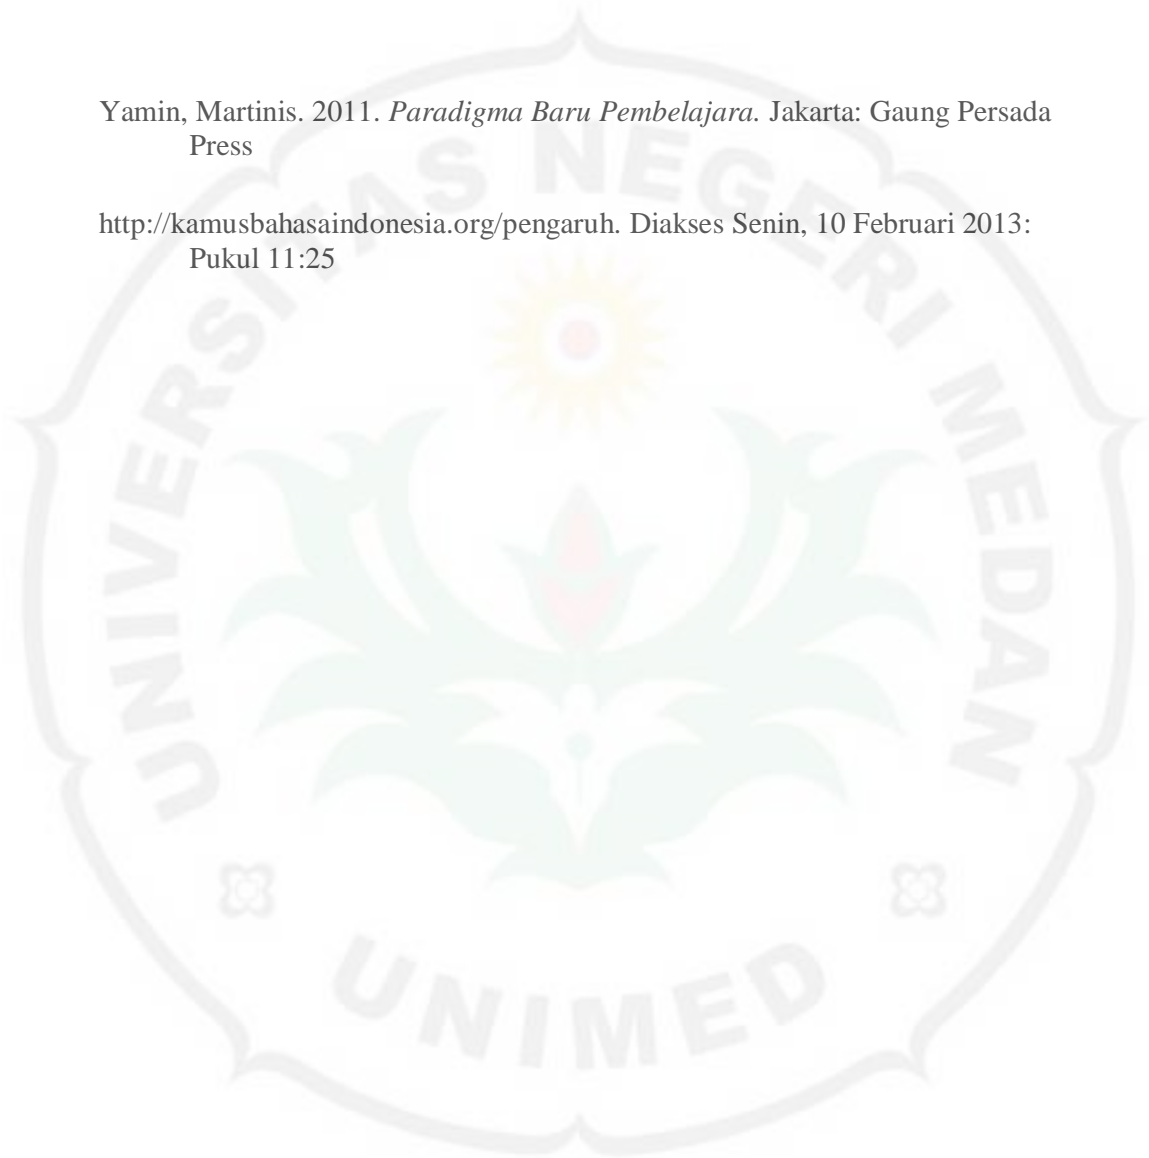 Yamin, Martinis. 2011. Paradigma Baru Pembelajara. Jakarta: Gaung Persada
Press
http://kamusbahasaindonesia.org/pengaruh. Diakses Senin, 10 Februari 2013:
Pukul 11:25
UNIVERSITAS NEGERI MEDAN
UNIMED